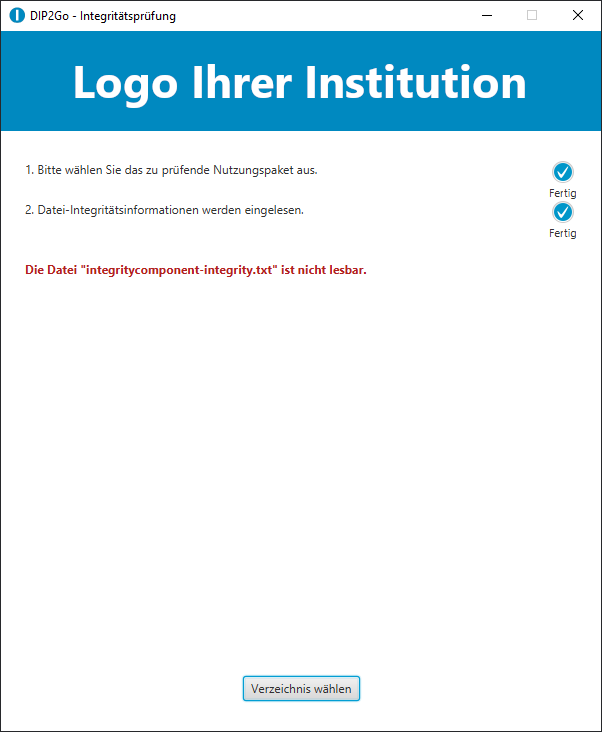 DIP2Go - Integritätsprüfung
Logo Ihrer Institution
1. Bitte wählen Sie das zu prüfende Nutzungspaket aus.
Fertig
2. Datei-Integritätsinformationen werden eingelesen.
Fertig
Die Datei "integritycomponent-integrity.txt" ist nicht lesbar.
Verzeichnis wählen